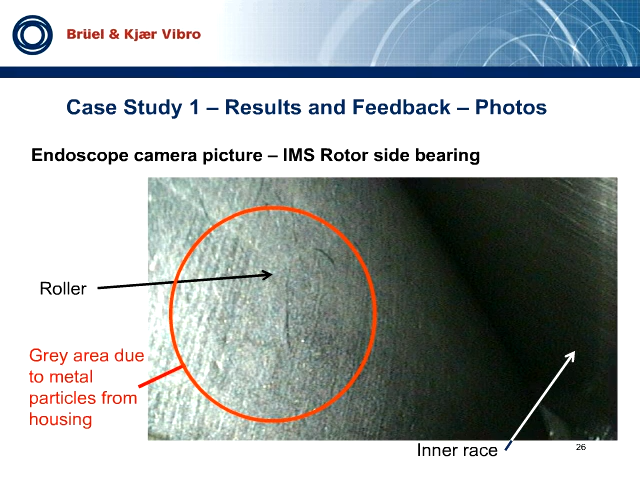 Brüel & Kjær Vibro
Case Study 1 – Results and Feedback – Photos
Endoscope camera picture – IMS Rotor side bearing
Roller
Grey area due
to metal
particles from
housing
Inner race
26